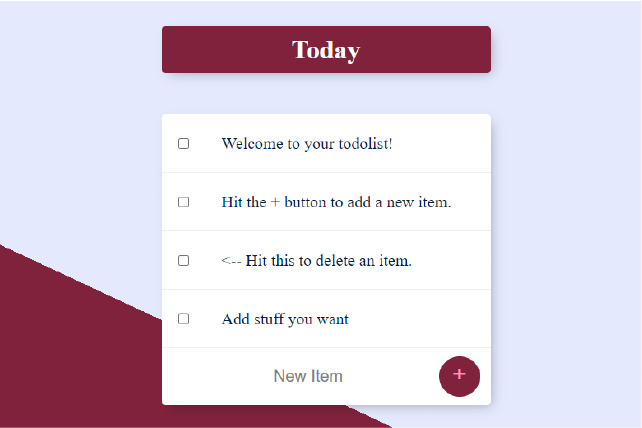 Today
Welcome to your todolist!
Hit the + button to add a new item.
<-- Hit this to delete an item.
Add stuff you want
New Item
+